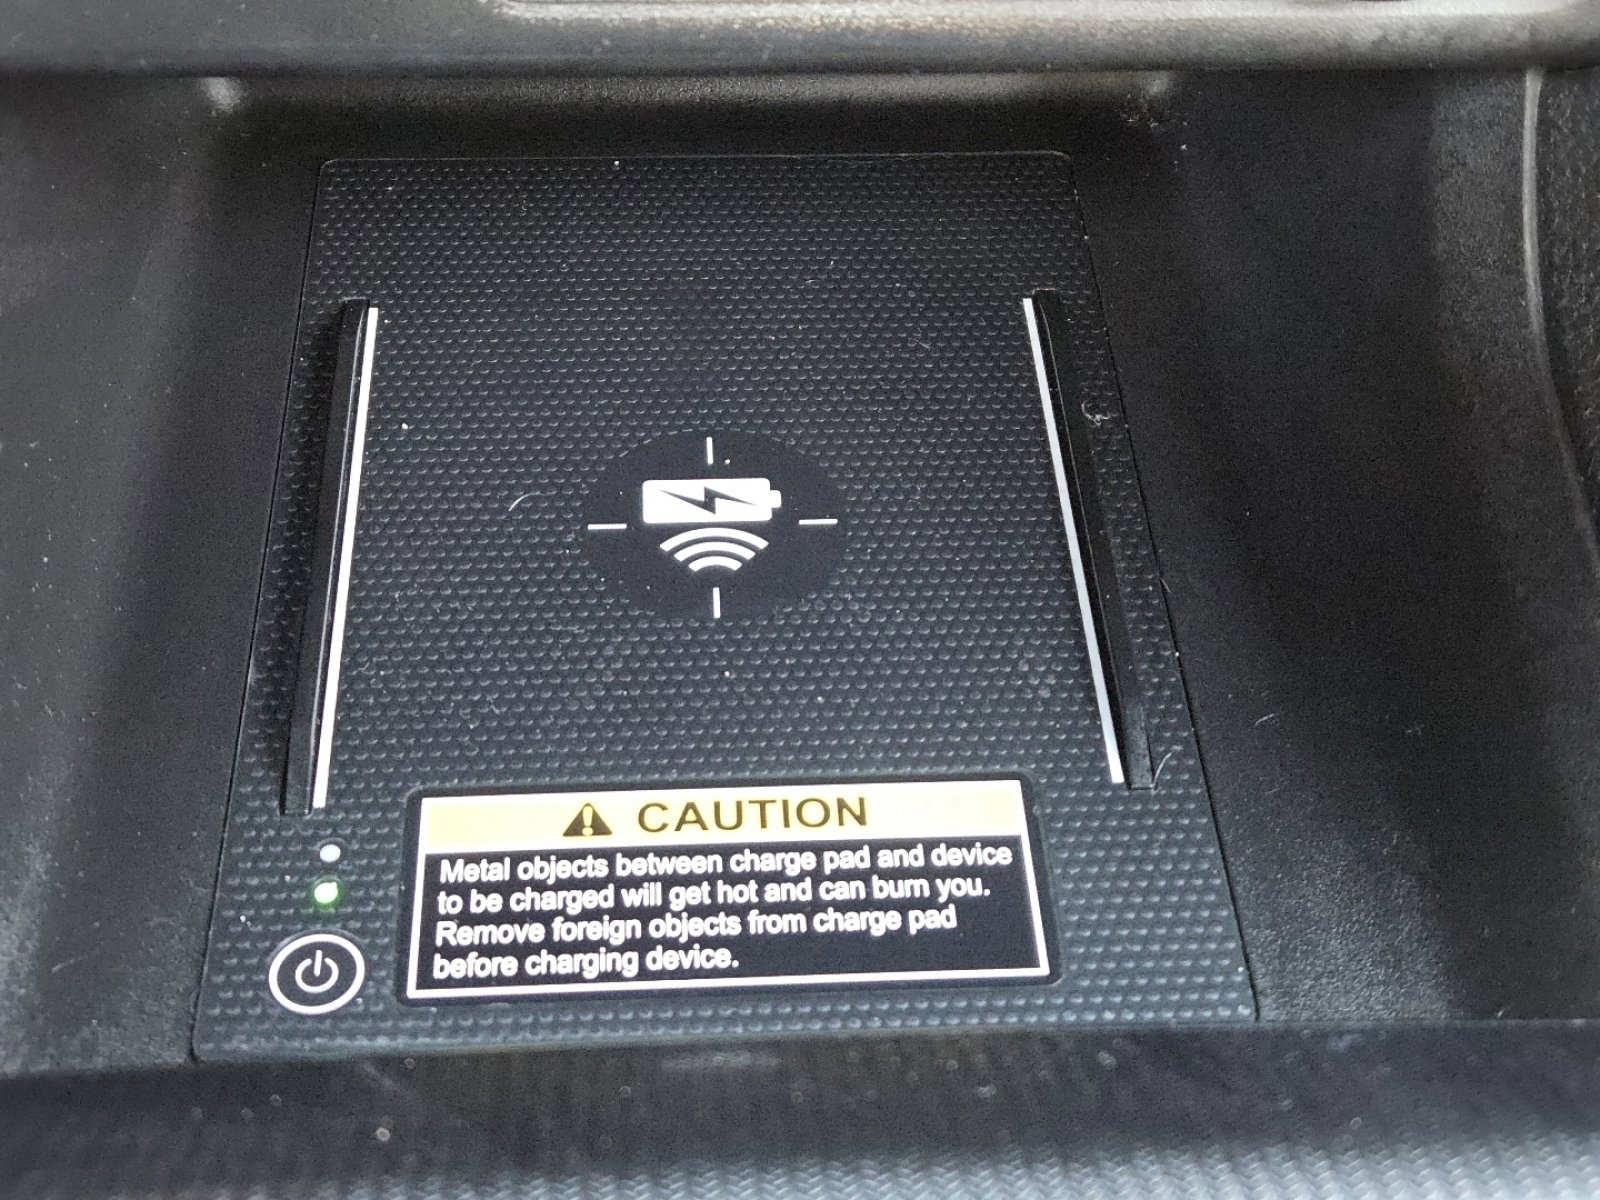 CAUTION
Metal objects between charge pad and device
to be charged will get hot and can burn you.
Remove foreign objects from charge pad
before charging device.